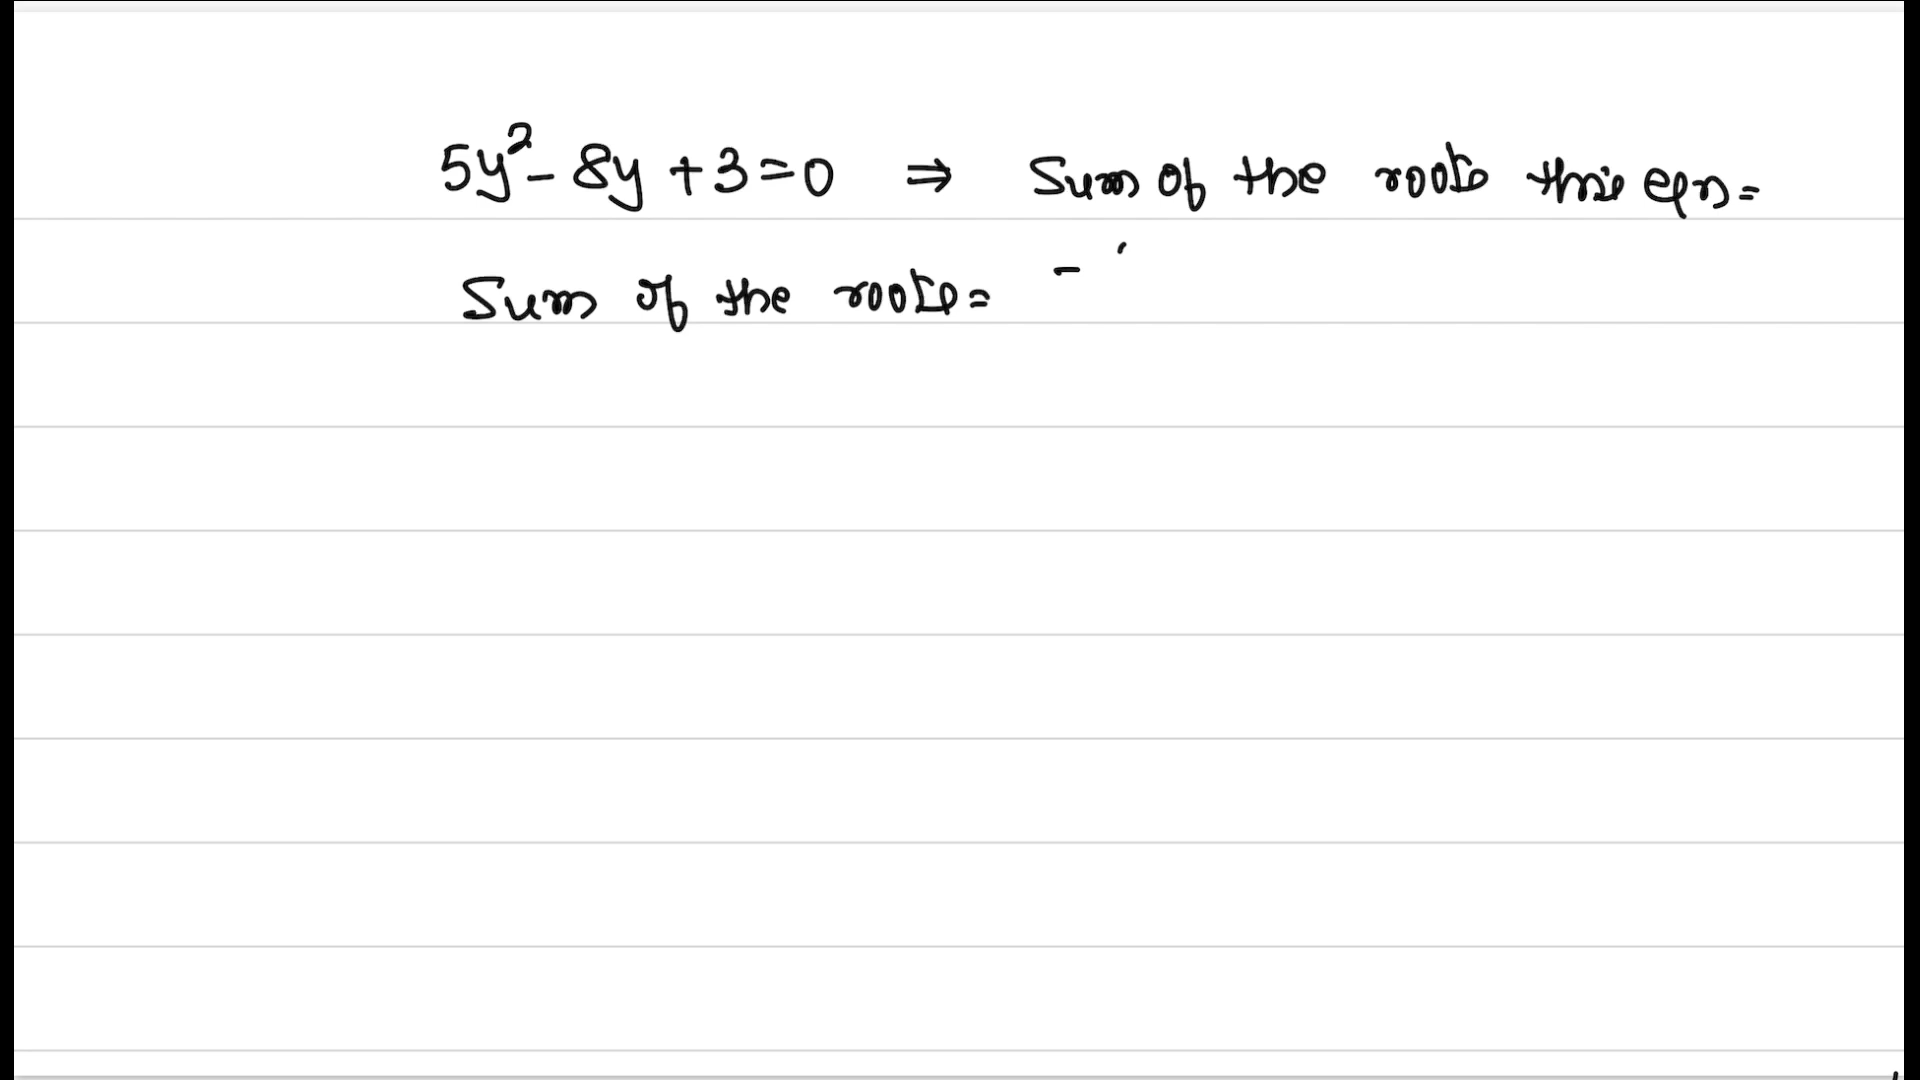 5y² - 8y + 3 = 0 ⇒ Sum of the roots this eqn =
Sum of the roots = -